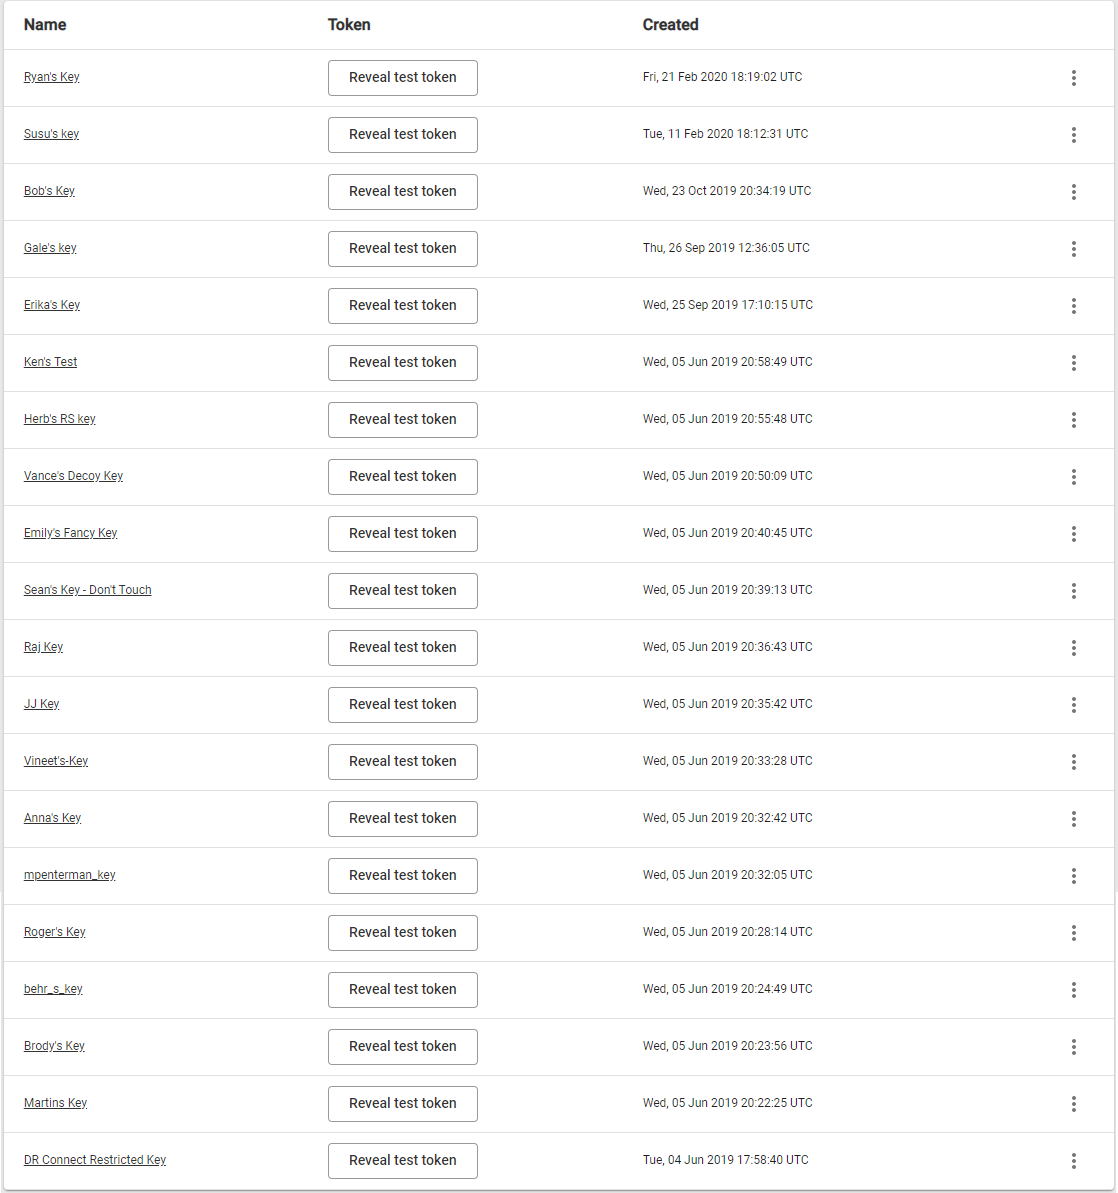 Name Token Created
Ryan's Key Reveal test token Fri, 21 Feb 2020 18:19:02 UTC
Susu's key Reveal test token Tue, 11 Feb 2020 18:12:31 UTC
Bob's Key Reveal test token Wed, 23 Oct 2019 20:34:19 UTC
Gale's key Reveal test token Thu, 26 Sep 2019 12:36:05 UTC
Erika's Key Reveal test token Wed, 25 Sep 2019 17:10:15 UTC
Ken's Test Reveal test token Wed, 05 Jun 2019 20:58:49 UTC
Herb's RS key Reveal test token Wed, 05 Jun 2019 20:55:48 UTC
Vance's Decoy Key Reveal test token Wed, 05 Jun 2019 20:50:09 UTC
Emily's Fancy Key Reveal test token Wed, 05 Jun 2019 20:40:45 UTC
Sean's Key - Don't Touch Reveal test token Wed, 05 Jun 2019 20:39:13 UTC
Raj Key Reveal test token Wed, 05 Jun 2019 20:36:43 UTC
JJ Key Reveal test token Wed, 05 Jun 2019 20:35:42 UTC
Vineet's-Key Reveal test token Wed, 05 Jun 2019 20:33:28 UTC
Anna's Key Reveal test token Wed, 05 Jun 2019 20:32:42 UTC
mpenterman_key Reveal test token Wed, 05 Jun 2019 20:32:05 UTC
Roger's Key Reveal test token Wed, 05 Jun 2019 20:28:14 UTC
behr_s_key Reveal test token Wed, 05 Jun 2019 20:24:49 UTC
Brody's Key Reveal test token Wed, 05 Jun 2019 20:23:56 UTC
Martins Key Reveal test token Wed, 05 Jun 2019 20:22:25 UTC
DR Connect Restricted Key Reveal test token Tue, 04 Jun 2019 17:58:40 UTC